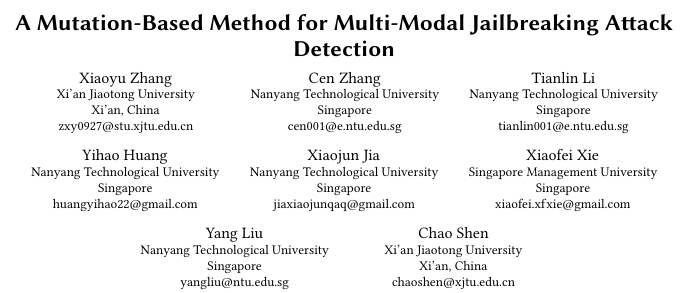 A Mutation-Based Method for Multi-Modal Jailbreaking Attack
Detection
Xiaoyu Zhang
Xi'an Jiaotong University
Xi'an, China
zxy0927@stu.xjtu.edu.cn
Cen Zhang
Nanyang Technological University
Singapore
cen001@e.ntu.edu.sg
Tianlin Li
Nanyang Technological University
Singapore
tianlin001@e.ntu.edu.sg
Yihao Huang
Nanyang Technological University
Singapore
huangyihao22@gmail.com
Xiaojun Jia
Nanyang Technological University
Singapore
jiaxiaojunqaq@gmail.com
Xiaofei Xie
Singapore Management University
Singapore
xiaofei.xfxie@gmail.com
Yang Liu
Nanyang Technological University
Singapore
yangliu@ntu.edu.sg
Chao Shen
Xi'an Jiaotong University
Xi'an, China
chaoshen@xjtu.edu.cn